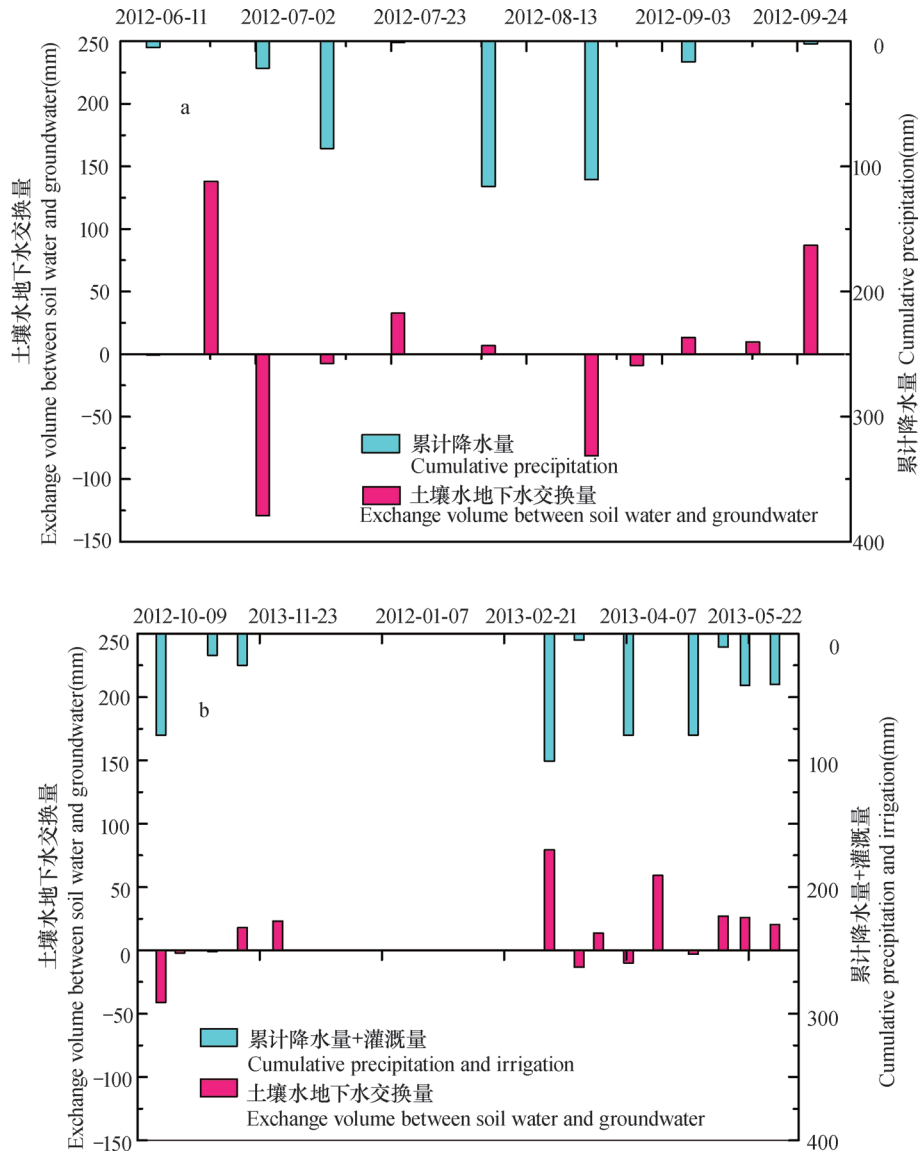 2012-06-11 2012-07-02 2012-07-23 2012-08-13 2012-09-03 2012-09-24
250
200
150
100
50
0
−50
−100
−150
土壤水地下水交换量
Exchange volume between soil water and groundwater(mm)
a
0
100
200
300
400
累计降水量 Cumulative precipitation(mm)
累计降水量
Cumulative precipitation
土壤水地下水交换量
Exchange volume between soil water and groundwater
2012-10-09 2013-11-23 2012-01-07 2013-02-21 2013-04-07 2013-05-22
250
200
150
100
50
0
−50
−100
−150
土壤水地下水交换量
Exchange volume between soil water and groundwater(mm)
b
0
100
200
300
400
累计降水量+灌溉量
Cumulative precipitation and irrigation(mm)
累计降水量+灌溉量
Cumulative precipitation and irrigation
土壤水地下水交换量
Exchange volume between soil water and groundwater